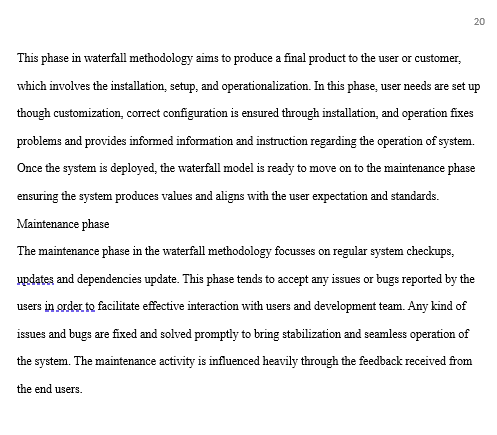 20
This phase in waterfall methodology aims to produce a final product to the user or customer,
which involves the installation, setup, and operationalization. In this phase, user needs are set up
though customization, correct configuration is ensured through installation, and operation fixes
problems and provides informed information and instruction regarding the operation of system.
Once the system is deployed, the waterfall model is ready to move on to the maintenance phase
ensuring the system produces values and aligns with the user expectation and standards.
Maintenance phase
The maintenance phase in the waterfall methodology focusses on regular system checkups,
updates and dependencies update. This phase tends to accept any issues or bugs reported by the
users in order to facilitate effective interaction with users and development team. Any kind of
issues and bugs are fixed and solved promptly to bring stabilization and seamless operation of
the system. The maintenance activity is influenced heavily through the feedback received from
the end users.